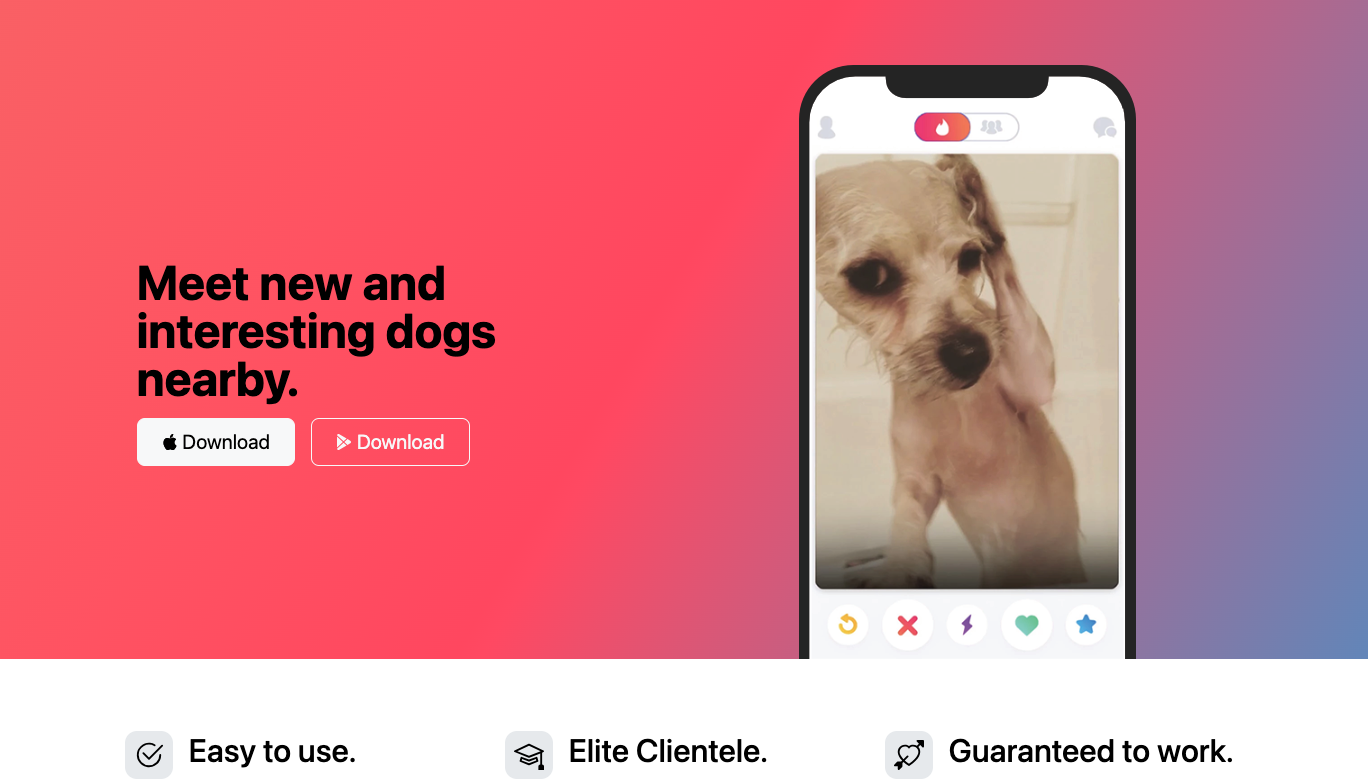 Meet new and
interesting dogs
nearby.
Download
Download
Easy to use.
Elite Clientele.
Guaranteed to work.